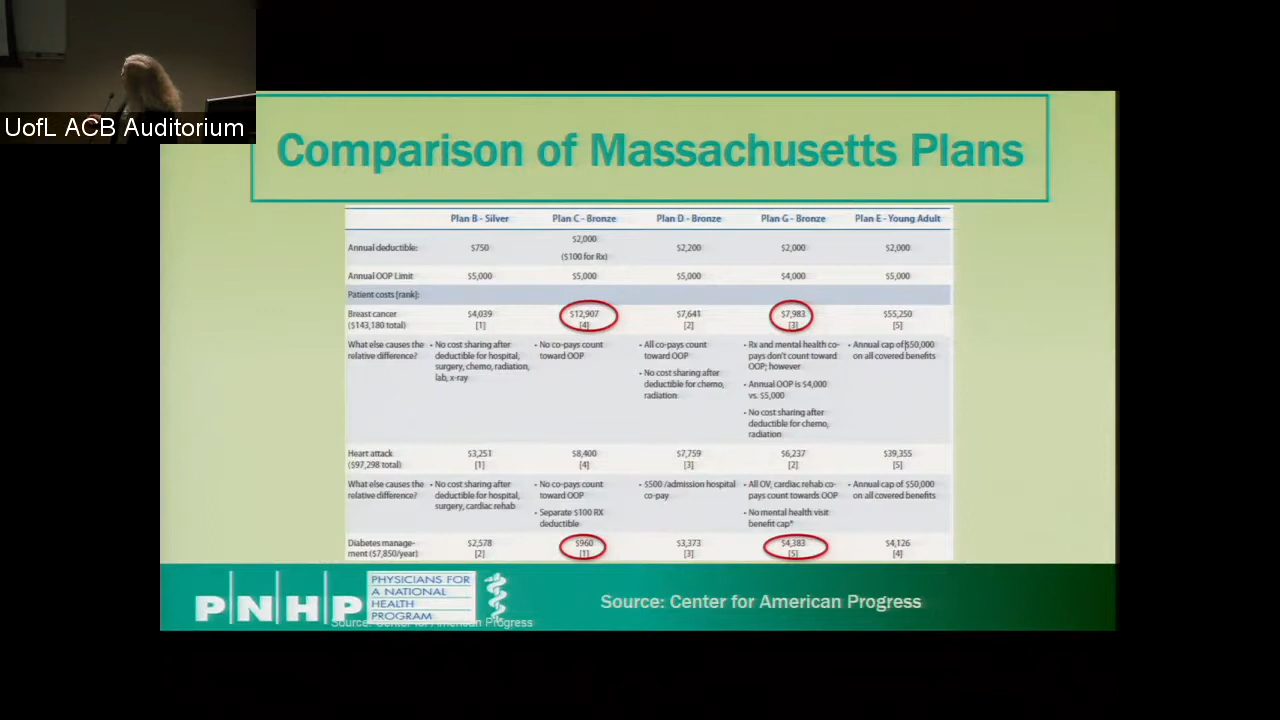 UofL ACB Auditorium
Comparison of Massachusetts Plans
Plan B - Silver Plan C - Bronze Plan D - Bronze Plan G - Bronze Plan E - Young Adult
Annual deductible: $750 $2,000 ($100 for Rx) $2,200 $2,000 $2,000
Annual OOP Limit $5,000 $5,000 $5,000 $4,000 $5,000
Patient costs [rank]:
Breast cancer ($143,180 total) $4,039 [1] $12,907 [4] $7,641 [2] $7,983 [3] $55,250 [5]
What else causes the relative difference?
• No cost sharing after deductible for hospital, surgery, chemo, radiation, lab, x-ray
• No co-pays count toward OOP
• All co-pays count toward OOP
• No cost sharing after deductible for chemo, radiation
• Rx and mental health co-pays don't count toward OOP; however
• Annual OOP is $4,000 vs. $5,000
• No cost sharing after deductible for chemo, radiation
• Annual cap of $50,000 on all covered benefits
Heart attack ($97,298 total) $3,251 [1] $8,400 [4] $7,759 [3] $6,237 [2] $39,355 [5]
What else causes the relative difference?
• No cost sharing after deductible for hospital, surgery, cardiac rehab
• No co-pays count toward OOP
• Separate $100 RX deductible
• $500 /admission hospital co-pay
• All OV, cardiac rehab co-pays count towards OOP
• No mental health visit benefit cap*
• Annual cap of $50,000 on all covered benefits
Diabetes manage-ment ($7,850/year) $2,578 [2] $960 [1] $3,373 [3] $4,383 [5] $4,126 [4]
PNHP
PHYSICIANS FOR
A NATIONAL
HEALTH
PROGRAM
Source: Center for American Progress
Source: Center for American Progress